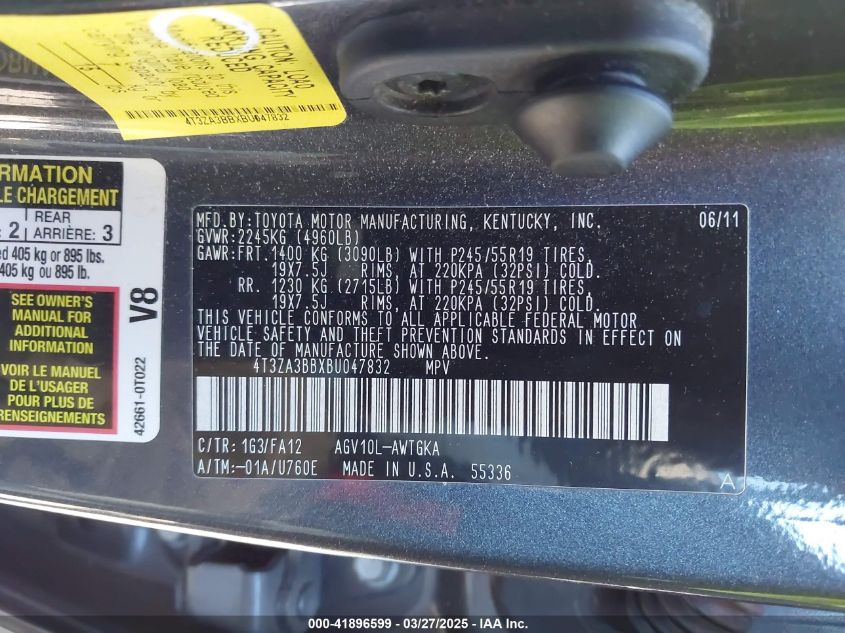 CAUTION: LOAD
CARRYING CAPACITY
REDUCED
4T3ZA3BBXBU047832
CHARGEMENT
REAR
2 ARRIÈRE: 3
405 kg or 895 lbs.
405 kg ou 895 lb.
SEE OWNER'S
MANUAL FOR
ADDITIONAL
INFORMATION
VOIR LE MANUEL
DE L'USAGER
POUR PLUS DE
RENSEIGNEMENTS
V8
42661-0T022
MFD.BY:TOYOTA MOTOR MANUFACTURING, KENTUCKY, INC. 06/11
GVWR:2245KG (4960LB)
GAWR:FRT. 1400 KG (3090LB) WITH P245/55R19 TIRES,
19X7.5J RIMS, AT 220KPA (32PSI) COLD.
RR. 1230 KG (2715LB) WITH P245/55R19 TIRES,
19X7.5J RIMS, AT 220KPA (32PSI) COLD.
THIS VEHICLE CONFORMS TO ALL APPLICABLE FEDERAL MOTOR
VEHICLE SAFETY AND THEFT PREVENTION STANDARDS IN EFFECT ON
THE DATE OF MANUFACTURE SHOWN ABOVE.
4T3ZA3BBXBU047832 MPV
C/TR: 1G3/FA12 AGV10L-AWTGKA
A/TM:-01A/U760E MADE IN U.S.A. 55336
A
000-41896599 - 03/27/2025 - IAA Inc.